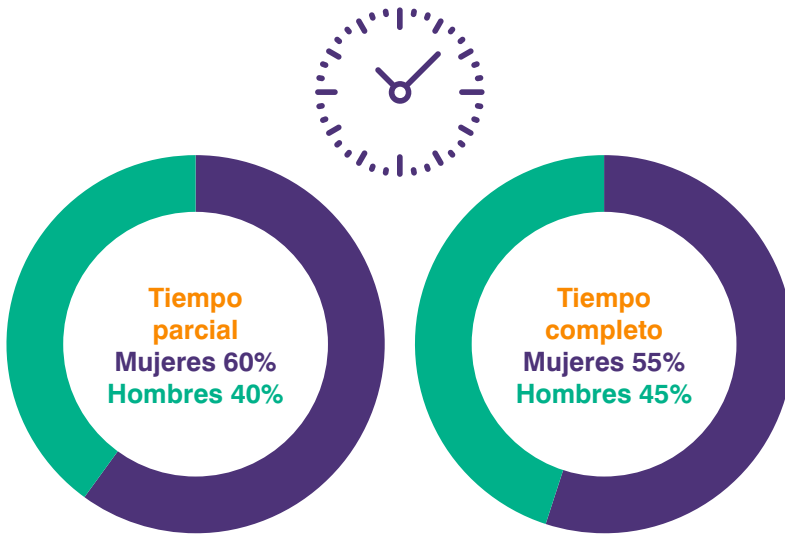 Tiempo
parcial
Mujeres 60%
Hombres 40%
Tiempo
completo
Mujeres 55%
Hombres 45%